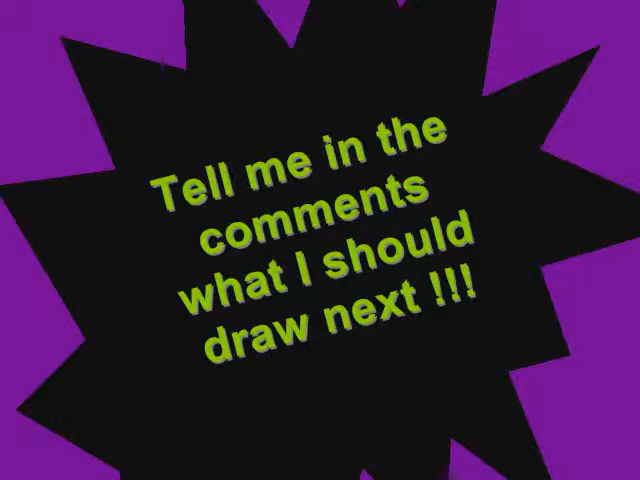 Tell me in the
comments
what I should
draw next !!!